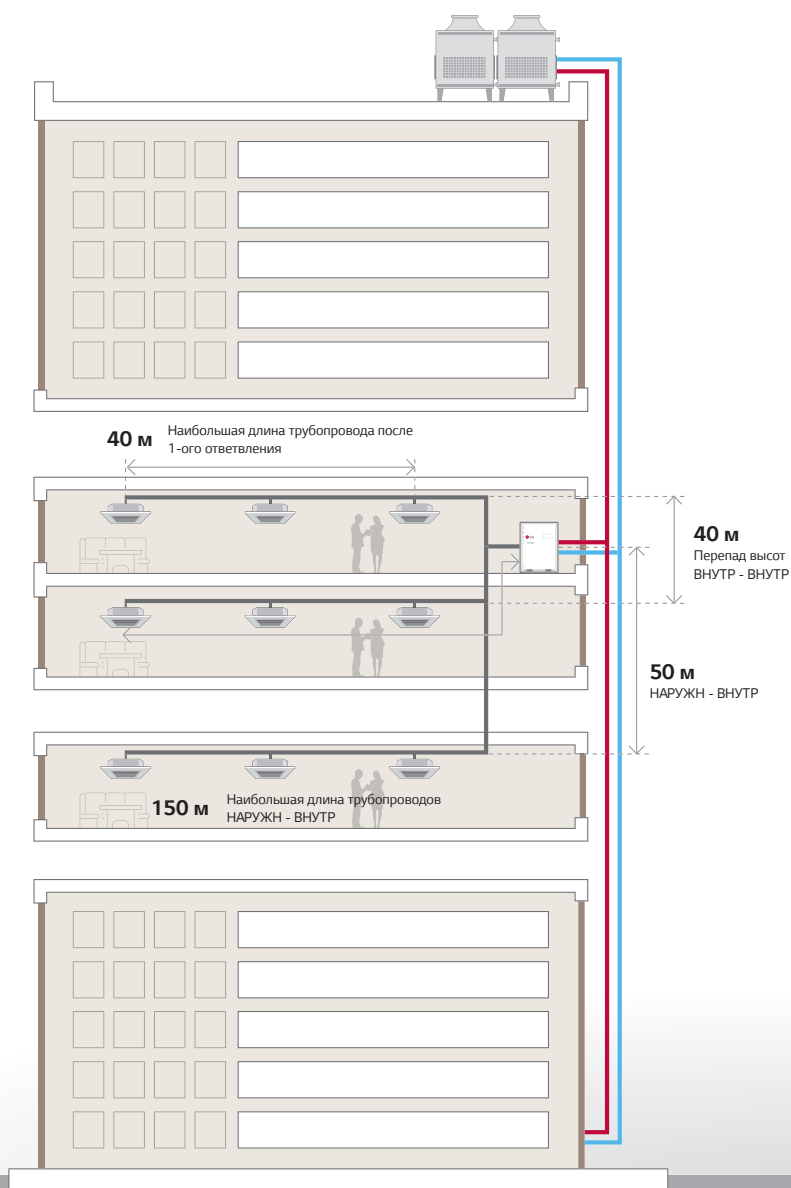 40 м
Наибольшая длина трубопровода после
1-ого ответвления
40 м
Перепад высот
ВНУТР - ВНУТР
50 м
НАРУЖН - ВНУТР
150 м
Наибольшая длина трубопроводов
НАРУЖН - ВНУТР